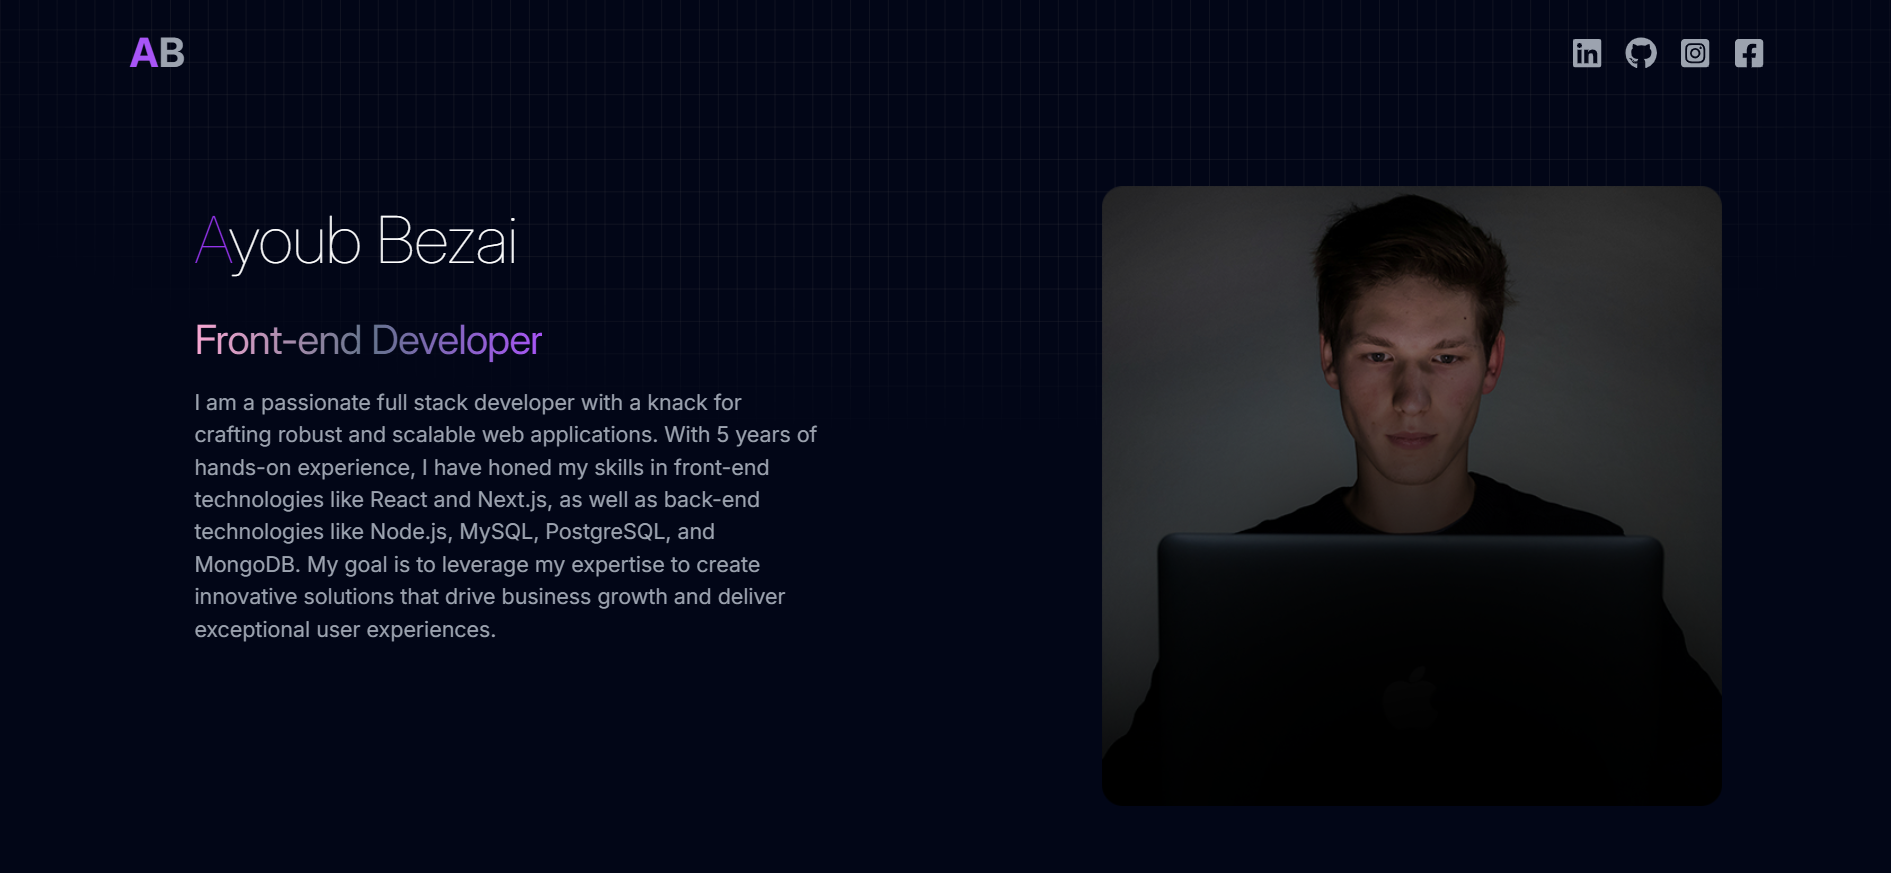 AB
Ayoub Bezai
Front-end Developer
I am a passionate full stack developer with a knack for
crafting robust and scalable web applications. With 5 years of
hands-on experience, I have honed my skills in front-end
technologies like React and Next.js, as well as back-end
technologies like Node.js, MySQL, PostgreSQL, and
MongoDB. My goal is to leverage my expertise to create
innovative solutions that drive business growth and deliver
exceptional user experiences.